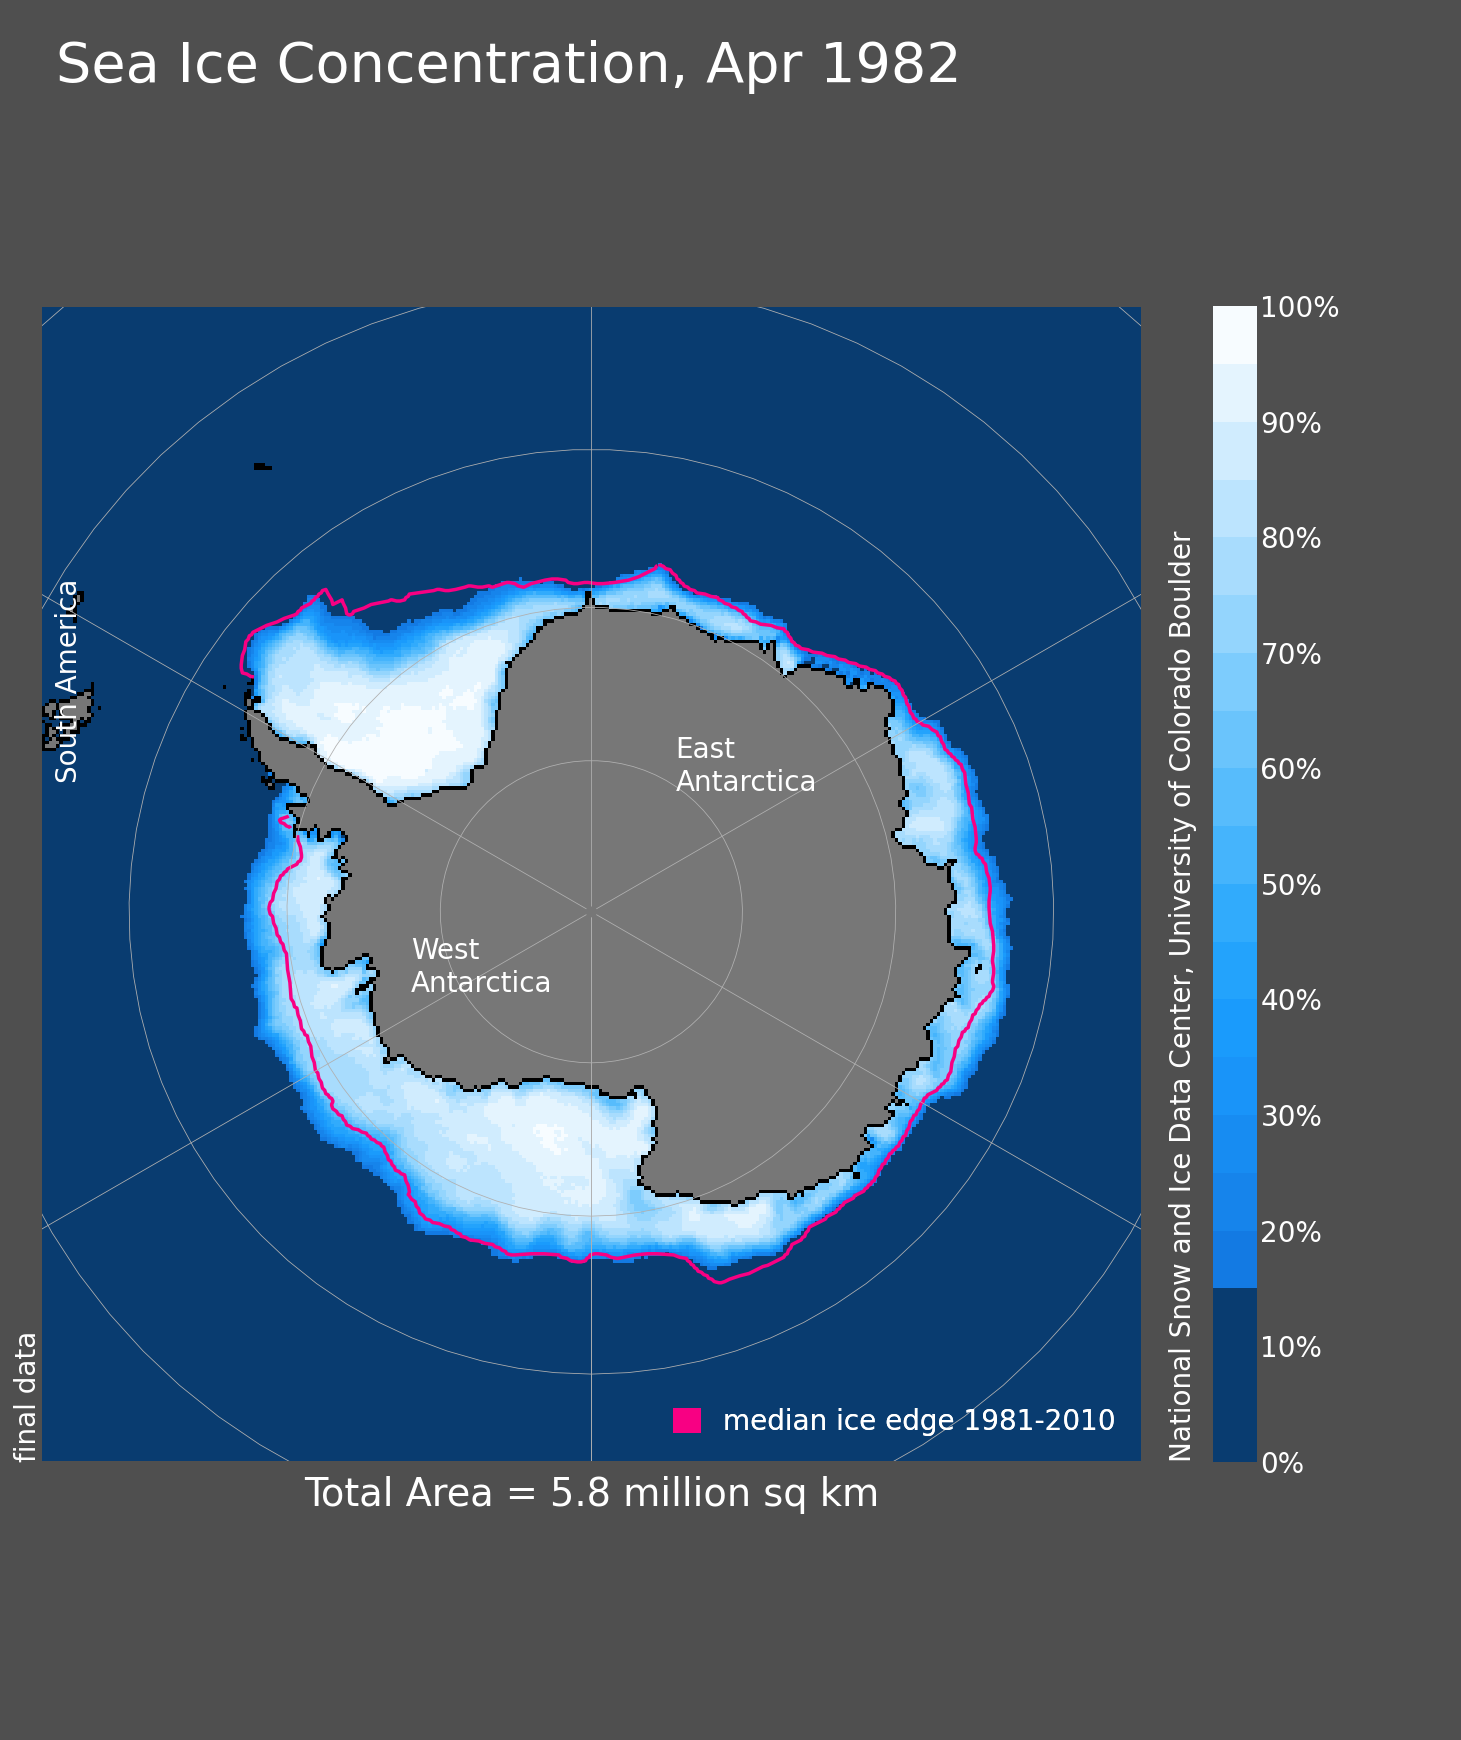 Sea Ice Concentration, Apr 1982
South America
East
Antarctica
West
Antarctica
final data
median ice edge 1981-2010
Total Area = 5.8 million sq km
National Snow and Ice Data Center, University of Colorado Boulder
100%
90%
80%
70%
60%
50%
40%
30%
20%
10%
0%